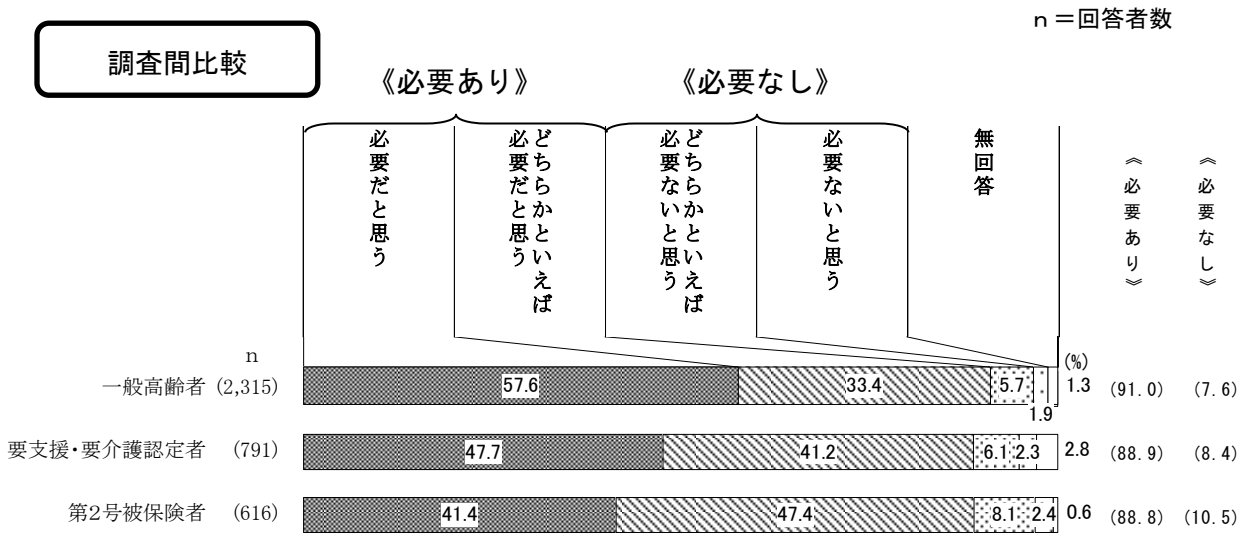 n＝回答者数
調査間比較
《必要あり》
《必要なし》
必要だと思う
どちらかといえば
必要だと思う
どちらかといえば
必要ないと思う
必要ないと思う
無回答
《必要あり》
《必要なし》
n
(%)
一般高齢者 (2,315) 57.6 33.4 5.7 1.9 1.3 (91.0) (7.6)
要支援・要介護認定者 (791) 47.7 41.2 6.1 2.3 2.8 (88.9) (8.4)
第2号被保険者 (616) 41.4 47.4 8.1 2.4 0.6 (88.8) (10.5)